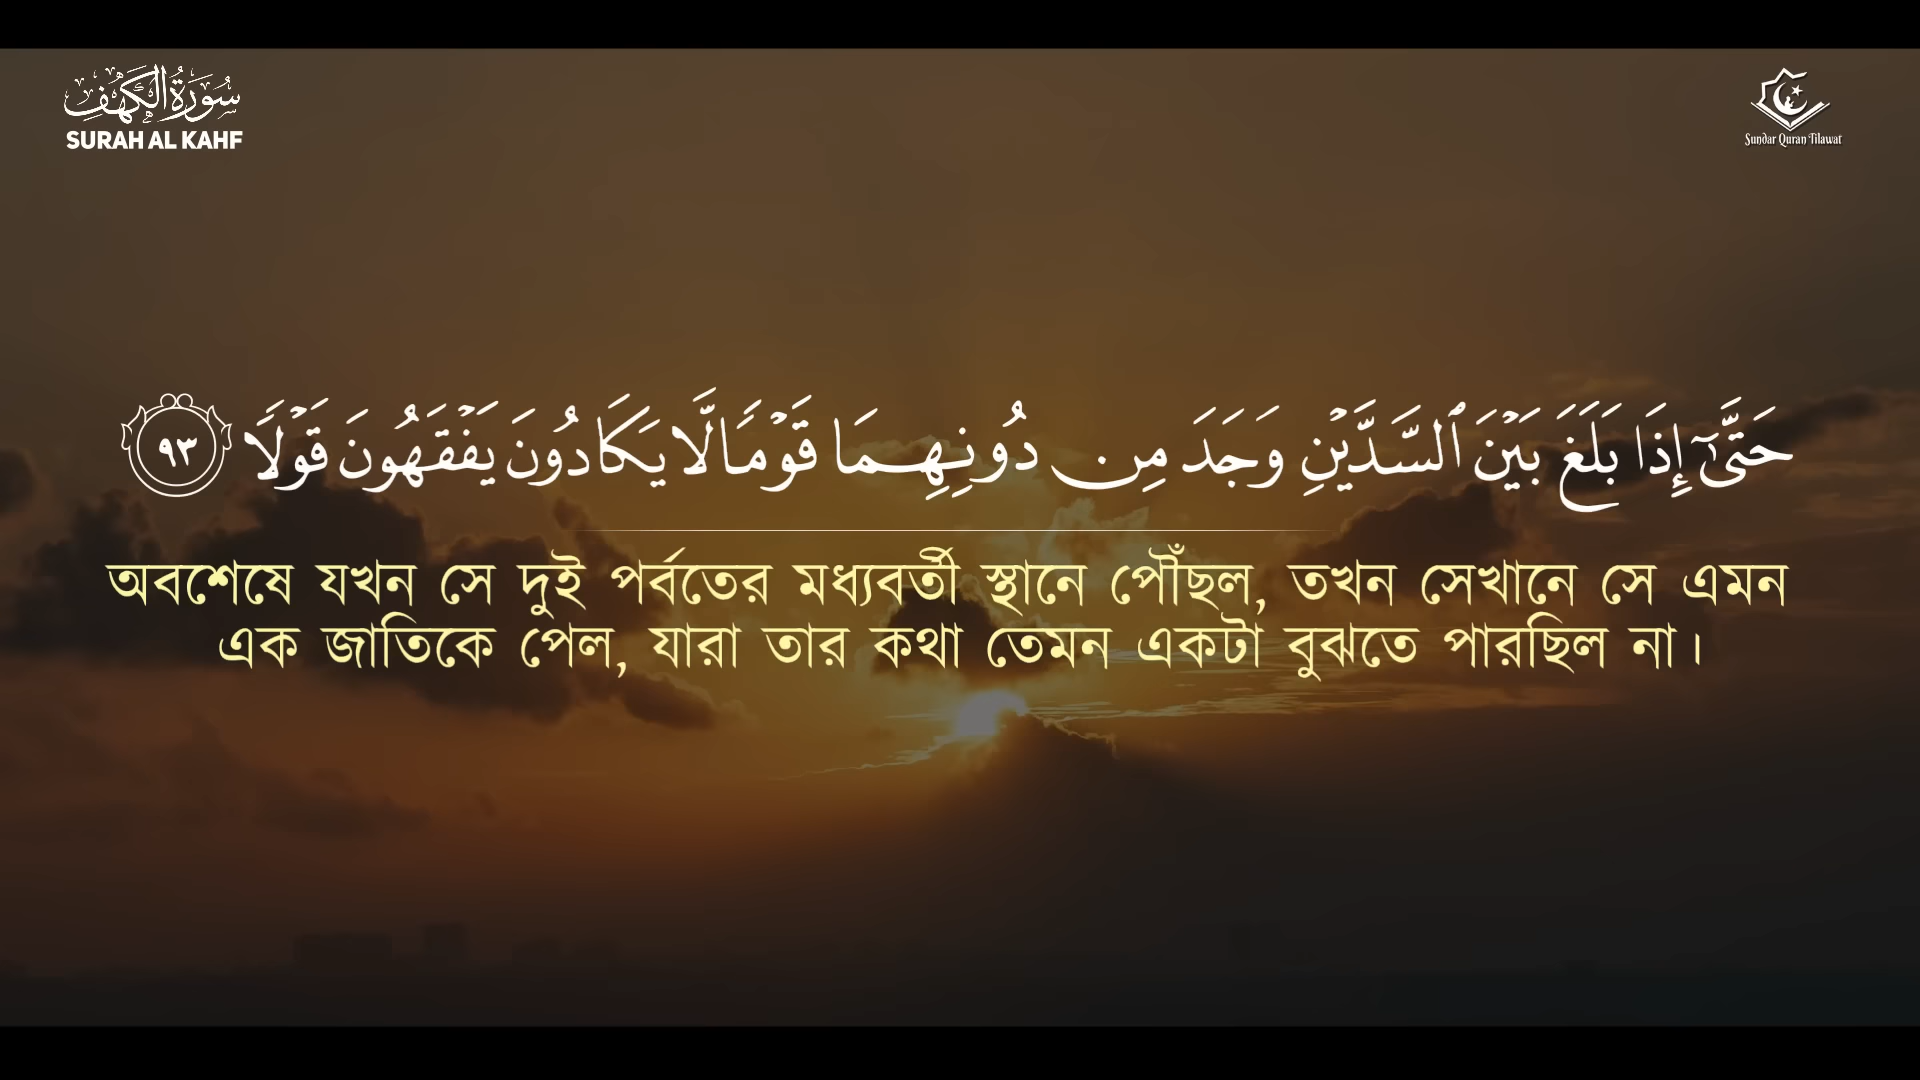 سُورَةُ الكَهْفِ
SURAH AL KAHF
Sundar Quran Tilawat
حَتَّىٰٓ إِذَا بَلَغَ بَيْنَ ٱلسَّدَّيْنِ وَجَدَ مِن دُونِهِمَا قَوْمًا لَّا يَكَادُونَ يَفْقَهُونَ قَوْلًا ٩٣
অবশেষে যখন সে দুই পর্বতের মধ্যবর্তী স্থানে পৌঁছল, তখন সেখানে সে এমন
এক জাতিকে পেল, যারা তার কথা তেমন একটা বুঝতে পারছিল না।